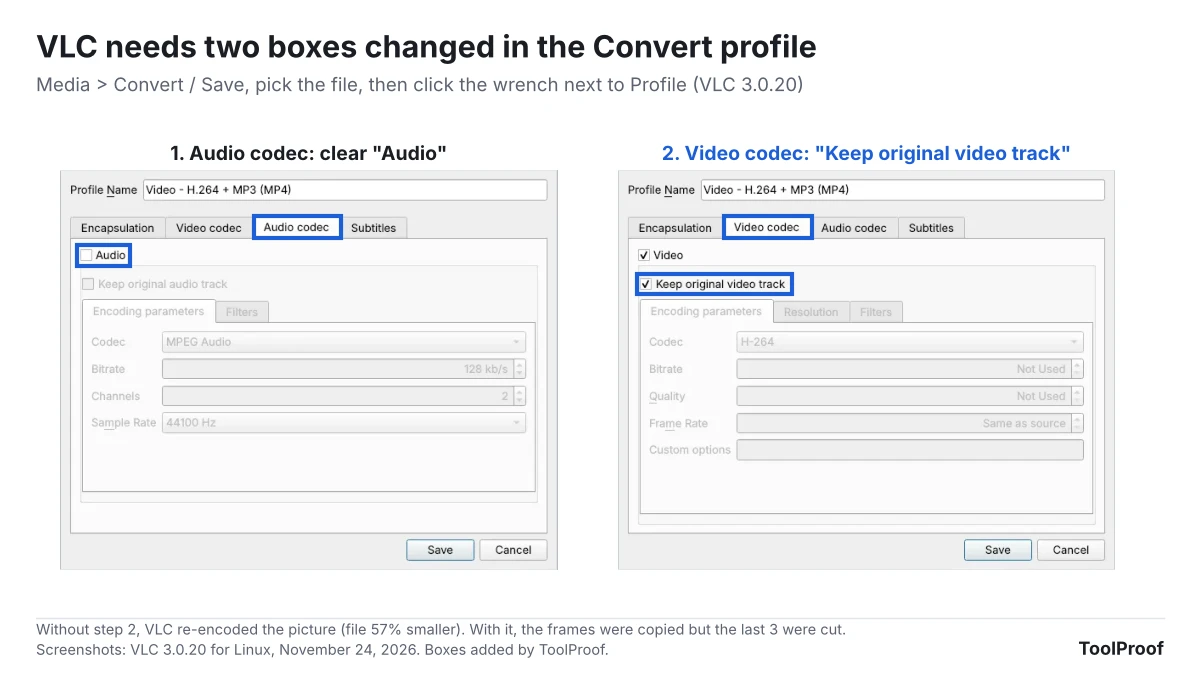 VLC needs two boxes changed in the Convert profile
Media > Convert / Save, pick the file, then click the wrench next to Profile (VLC 3.0.20)
1. Audio codec: clear "Audio"
Profile Name Video - H.264 + MP3 (MP4)
Encapsulation Video codec Audio codec Subtitles
Audio
Keep original audio track
Encoding parameters Filters
Codec MPEG Audio
Bitrate 128 kb/s
Channels 2
Sample Rate 44100 Hz
Save Cancel
2. Video codec: "Keep original video track"
Profile Name Video - H.264 + MP3 (MP4)
Encapsulation Video codec Audio codec Subtitles
Video
Keep original video track
Encoding parameters Resolution Filters
Codec H-264
Bitrate Not Used
Quality Not Used
Frame Rate Same as source
Custom options
Save Cancel
Without step 2, VLC re-encoded the picture (file 57% smaller). With it, the frames were copied but the last 3 were cut.
Screenshots: VLC 3.0.20 for Linux, November 24, 2026. Boxes added by ToolProof.
ToolProof